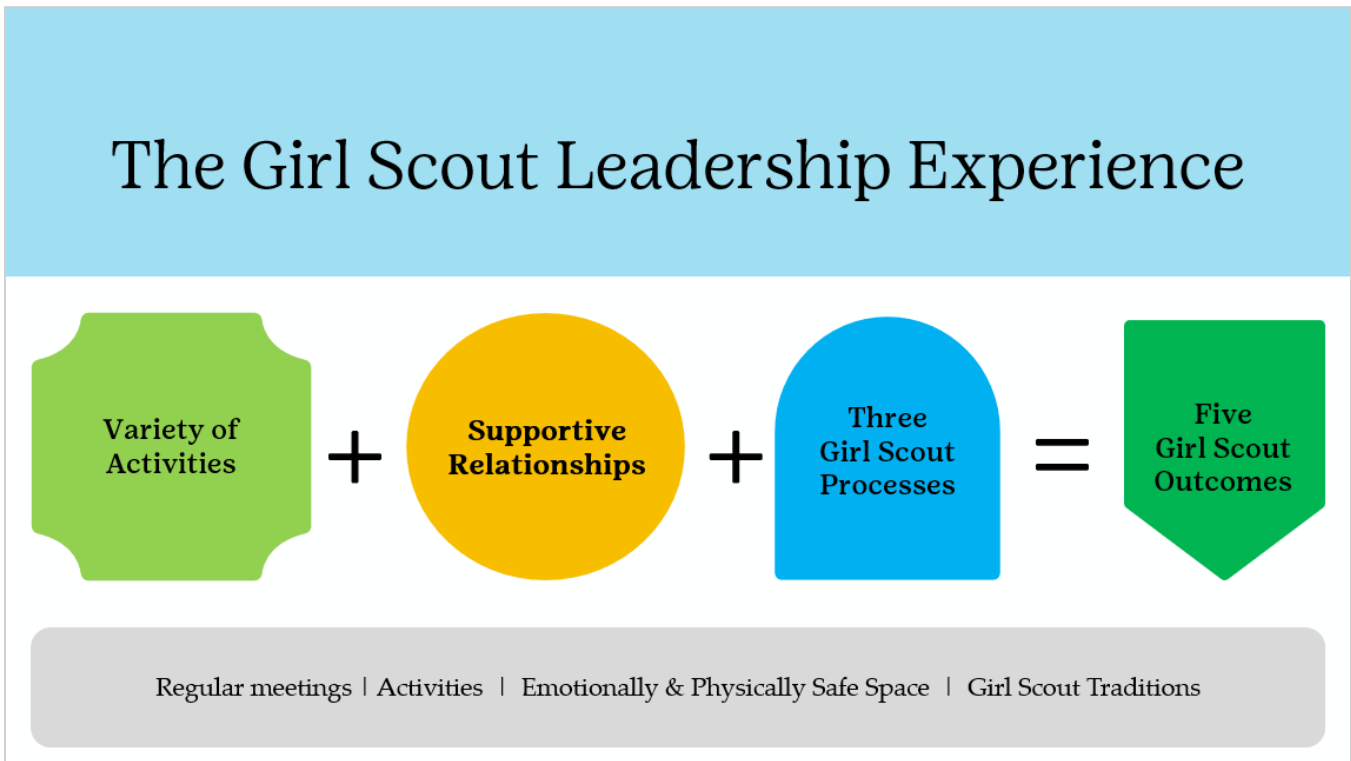 The Girl Scout Leadership Experience
Variety of
Activities
+
Supportive
Relationships
+
Three
Girl Scout
Processes
=
Five
Girl Scout
Outcomes
Regular meetings | Activities | Emotionally & Physically Safe Space | Girl Scout Traditions